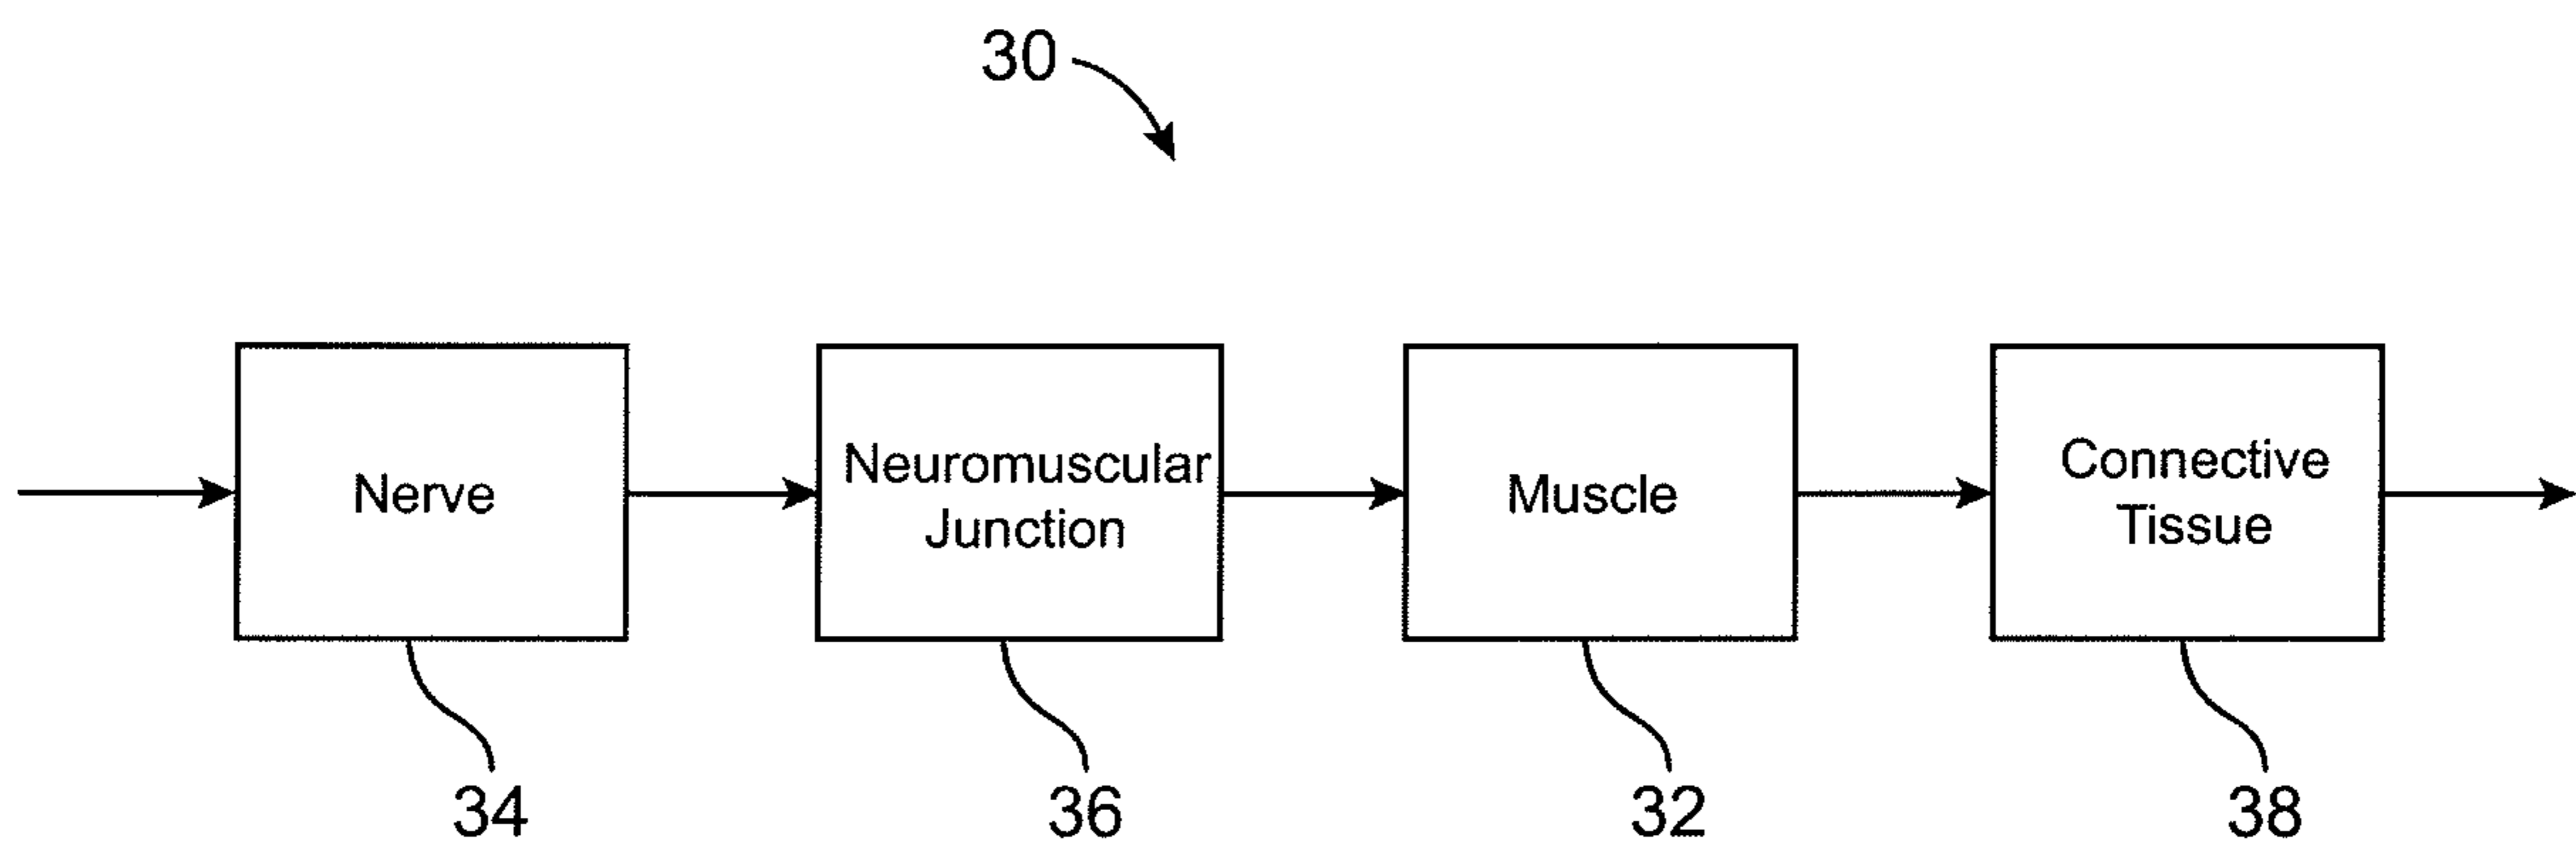 30
Nerve
Neuromuscular
Junction
Muscle
Connective
Tissue
34
36
32
38